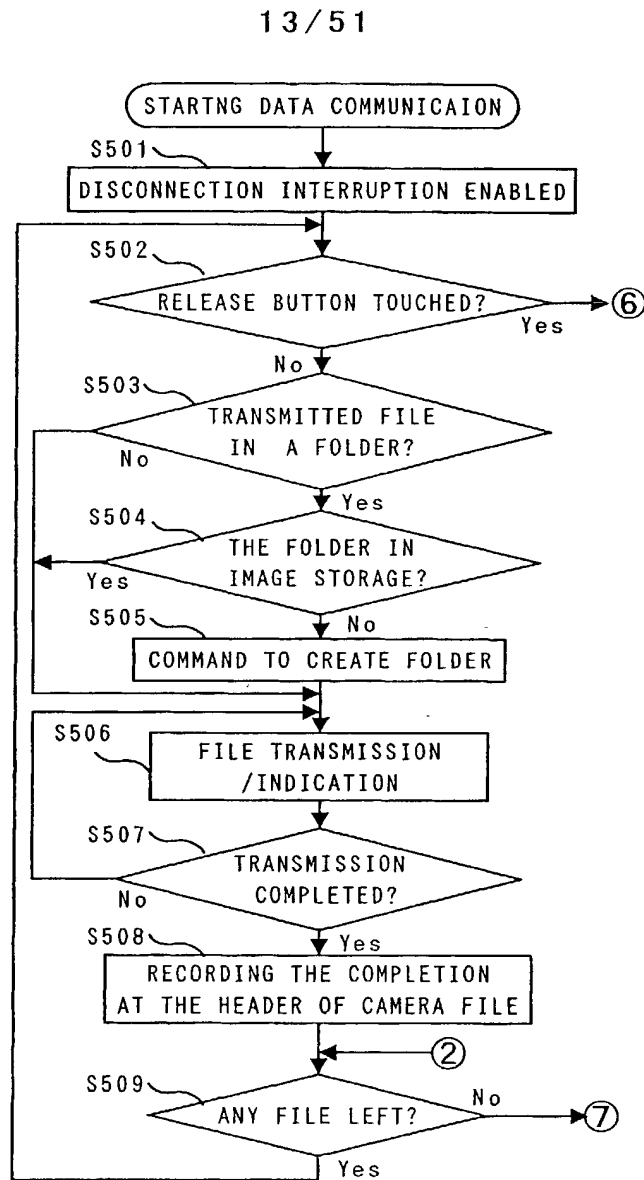 13/51
STARTNG DATA COMMUNICAION
S501
DISCONNECTION INTERRUPTION ENABLED
S502
RELEASE BUTTON TOUCHED?
⑥
Yes
No
S503
TRANSMITTED FILE
IN A FOLDER?
No
Yes
S504
THE FOLDER IN
IMAGE STORAGE?
Yes
No
S505
COMMAND TO CREATE FOLDER
S506
FILE TRANSMISSION
/INDICATION
S507
TRANSMISSION
COMPLETED?
No
Yes
S508
RECORDING THE COMPLETION
AT THE HEADER OF CAMERA FILE
②
S509
ANY FILE LEFT?
No
⑦
Yes